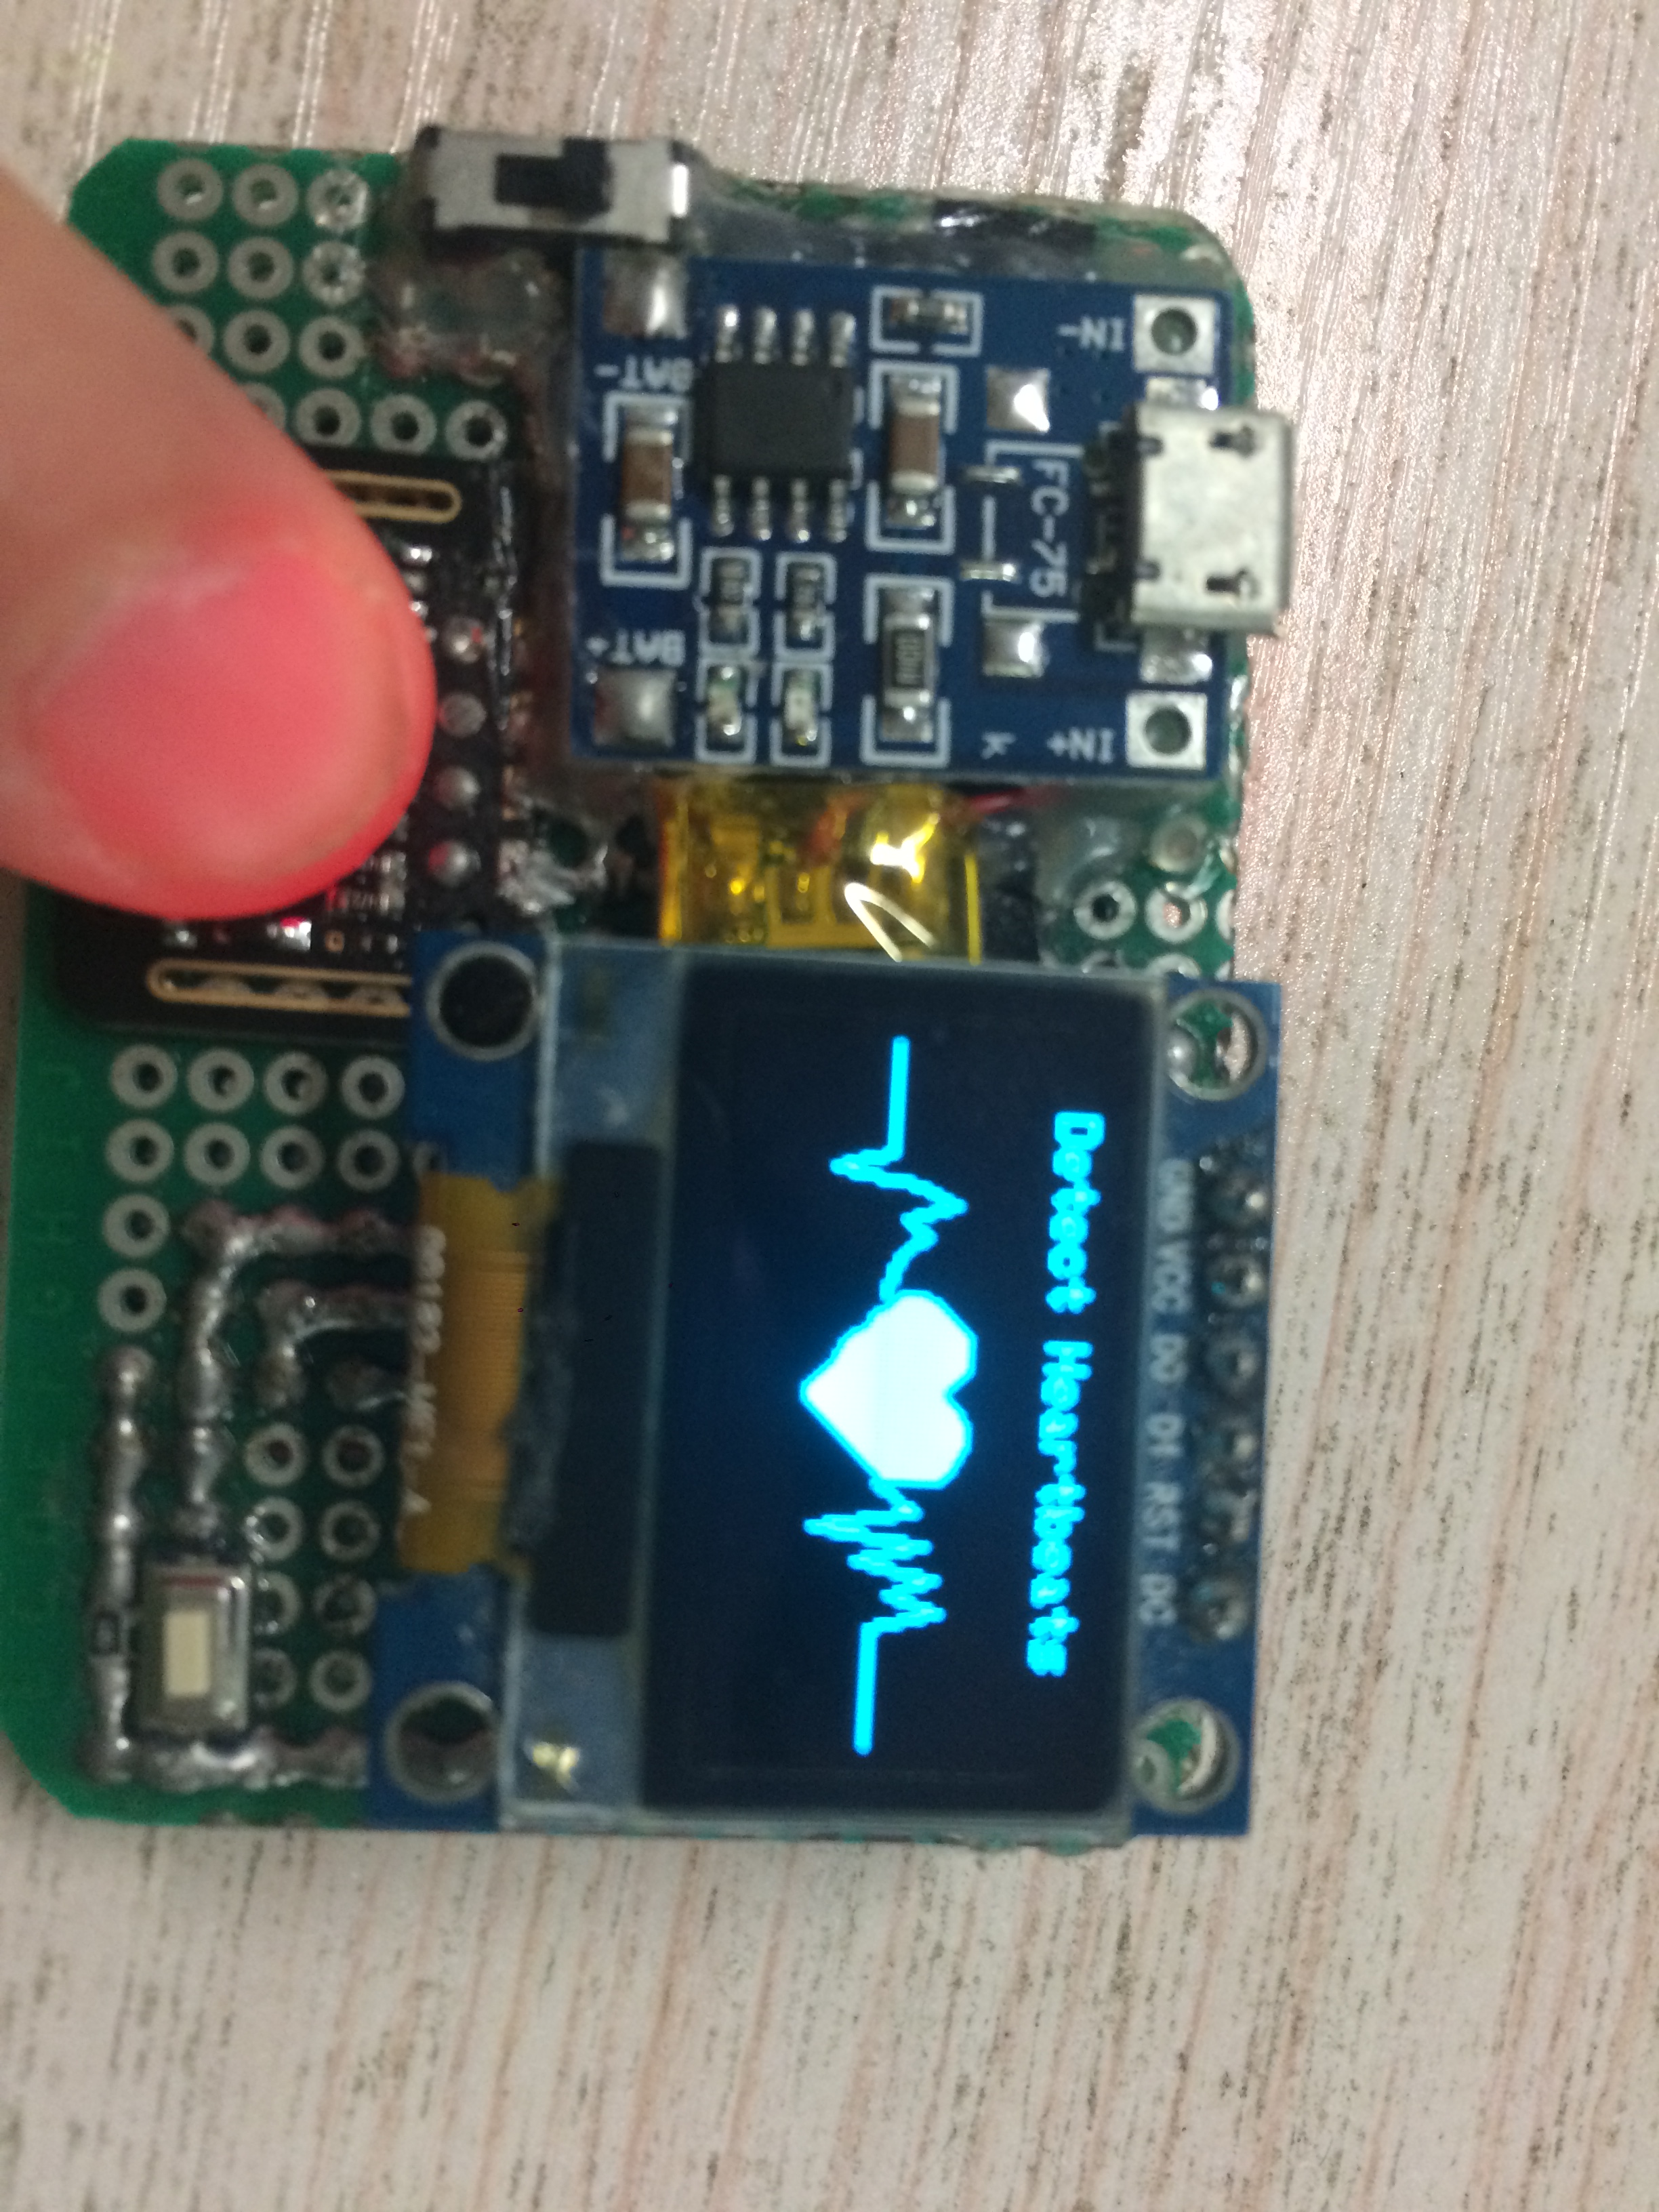 Detect Heartbeats
GND VCC D0 D1 RST DC
IN-
BAT-
FC-75
BAT+
IN+
K
J
I
H
G